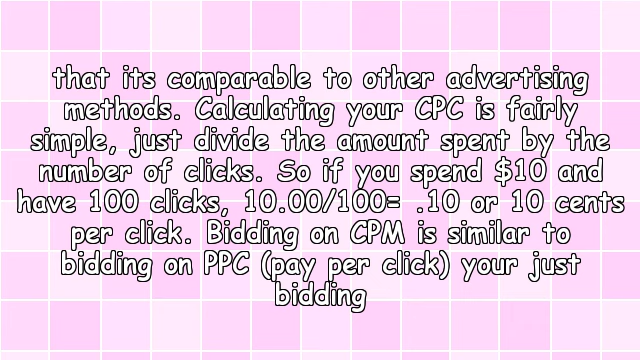 that its comparable to other advertising
methods. Calculating your CPC is fairly
simple, just divide the amount spent by the
number of clicks. So if you spend $10 and
have 100 clicks, 10.00/100= .10 or 10 cents
per click. Bidding on CPM is similar to
bidding on PPC (pay per click) your just
bidding